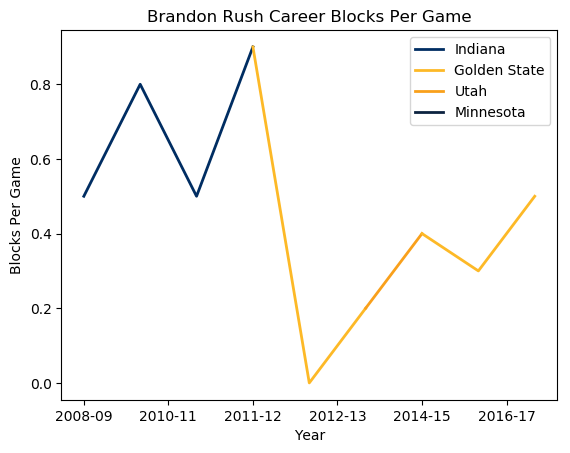 Brandon Rush Career Blocks Per Game
Indiana
Golden State
Utah
Minnesota
Blocks Per Game
0.8
0.6
0.4
0.2
0.0
2008-09 2010-11 2011-12 2012-13 2014-15 2016-17
Year